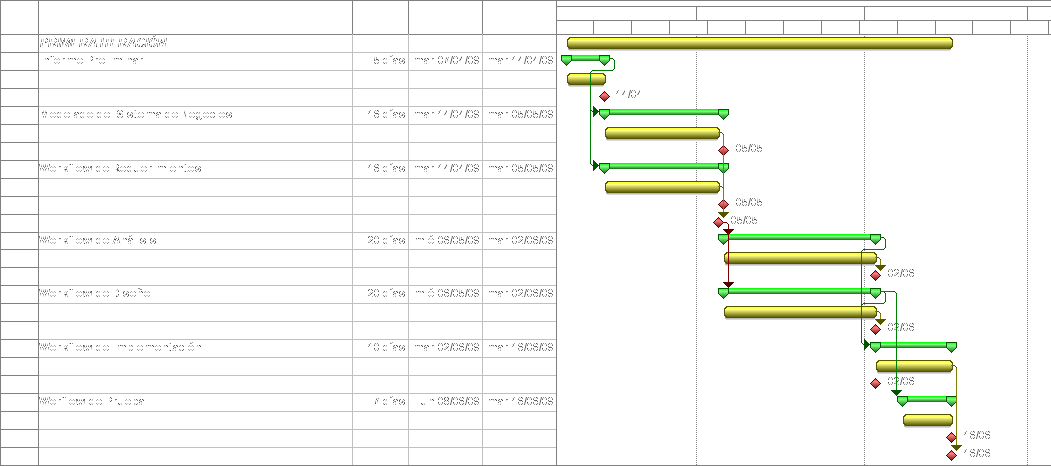 Informe Preliminar 5 días mar 07/04/09 mar 14/04/09
14/04
Modelado del Sistema de Negocios 16 días mar 14/04/09 mar 05/05/09
05/05
Workflow de Requerimientos 16 días mar 14/04/09 mar 05/05/09
05/05
05/05
Workflow de Análisis 20 días mié 06/05/09 mar 02/06/09
02/06
Workflow de Diseño 20 días mié 06/05/09 mar 02/06/09
02/06
Workflow de Implementación 10 días mar 02/06/09 mar 16/06/09
02/06
Workflow de Prueba 7 días lun 08/06/09 mar 16/06/09
16/06
16/06